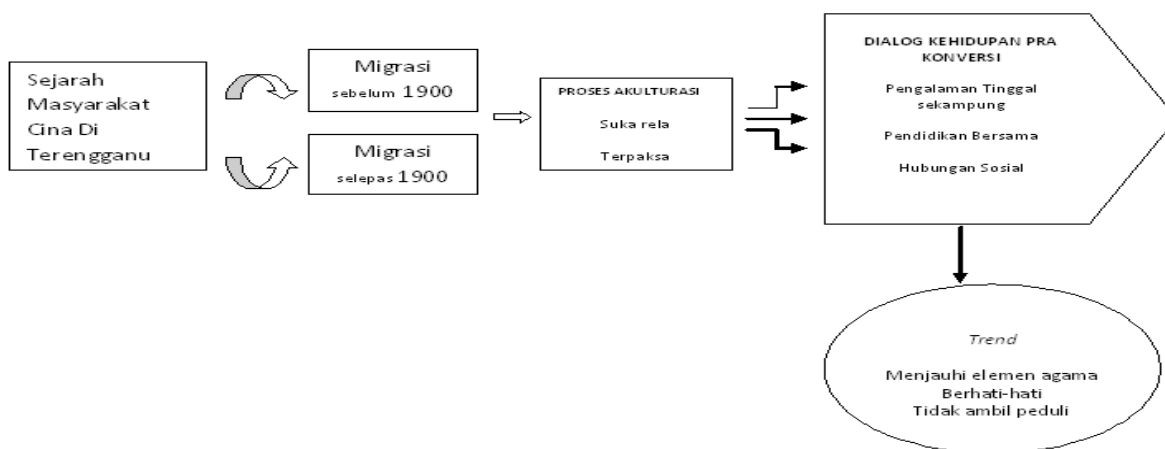 Sejarah
Masyarakat
Cina Di
Terengganu
Migrasi
sebelum 1900
Migrasi
selepas 1900
PROSES AKULTURASI
Suka rela
Terpaksa
DIALOG KEHIDUPAN PRA
KONVERSI
Pengalaman Tinggal
sekampung
Pendidikan Bersama
Hubungan Sosial
Trend
Menjauhi elemen agama
Berhati-hati
Tidak ambil peduli